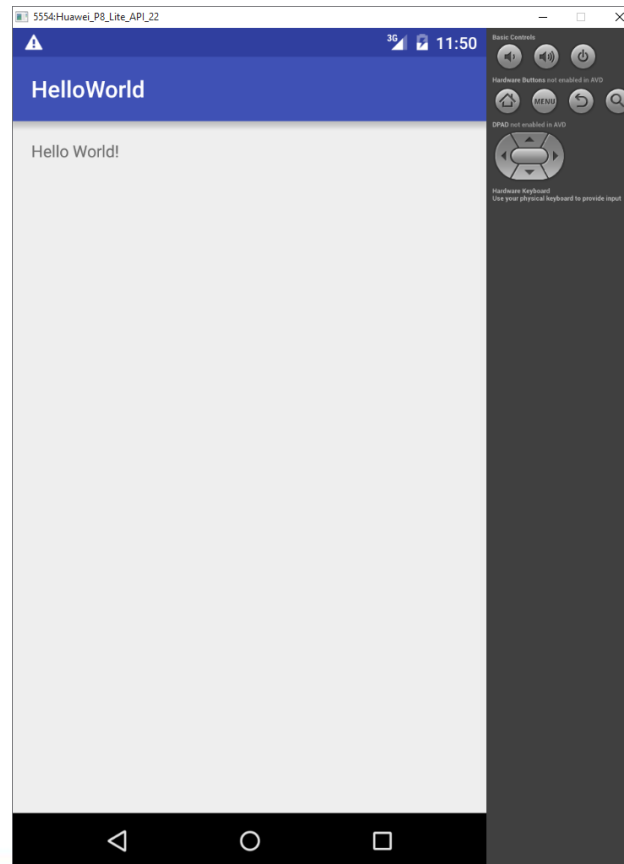 5554:Huawei_P8_Lite_API_22
3G 11:50
HelloWorld
Hello World!
Basic Controls
Hardware Buttons not enabled in AVD
MENU
DPAD not enabled in AVD
Hardware Keyboard
Use your physical keyboard to provide input